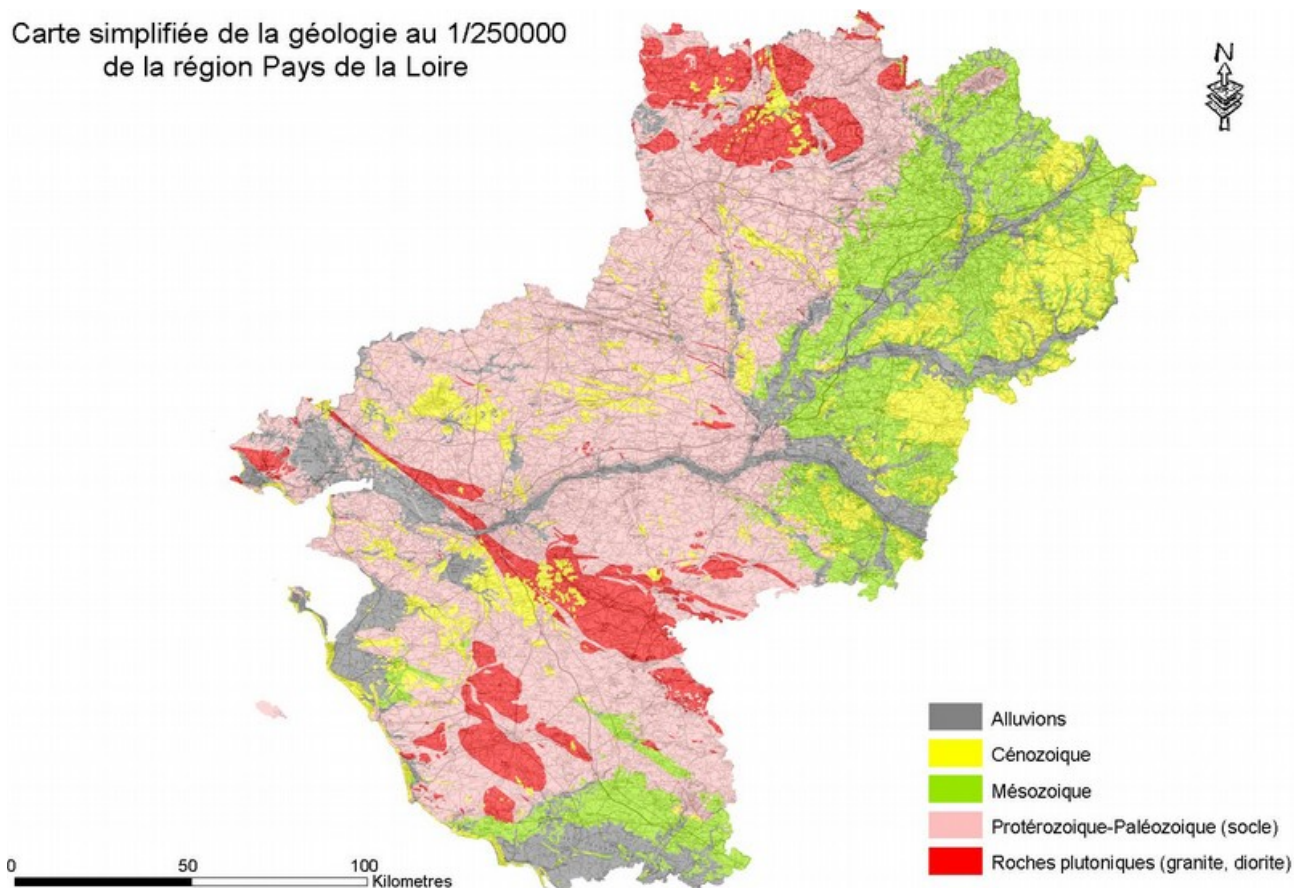 Carte simplifiée de la géologie au 1/250000
de la région Pays de la Loire
N
Alluvions
Cénozoique
Mésozoique
Protérozoique-Paléozoique (socle)
Roches plutoniques (granite, diorite)
0 50 100
Kilometres